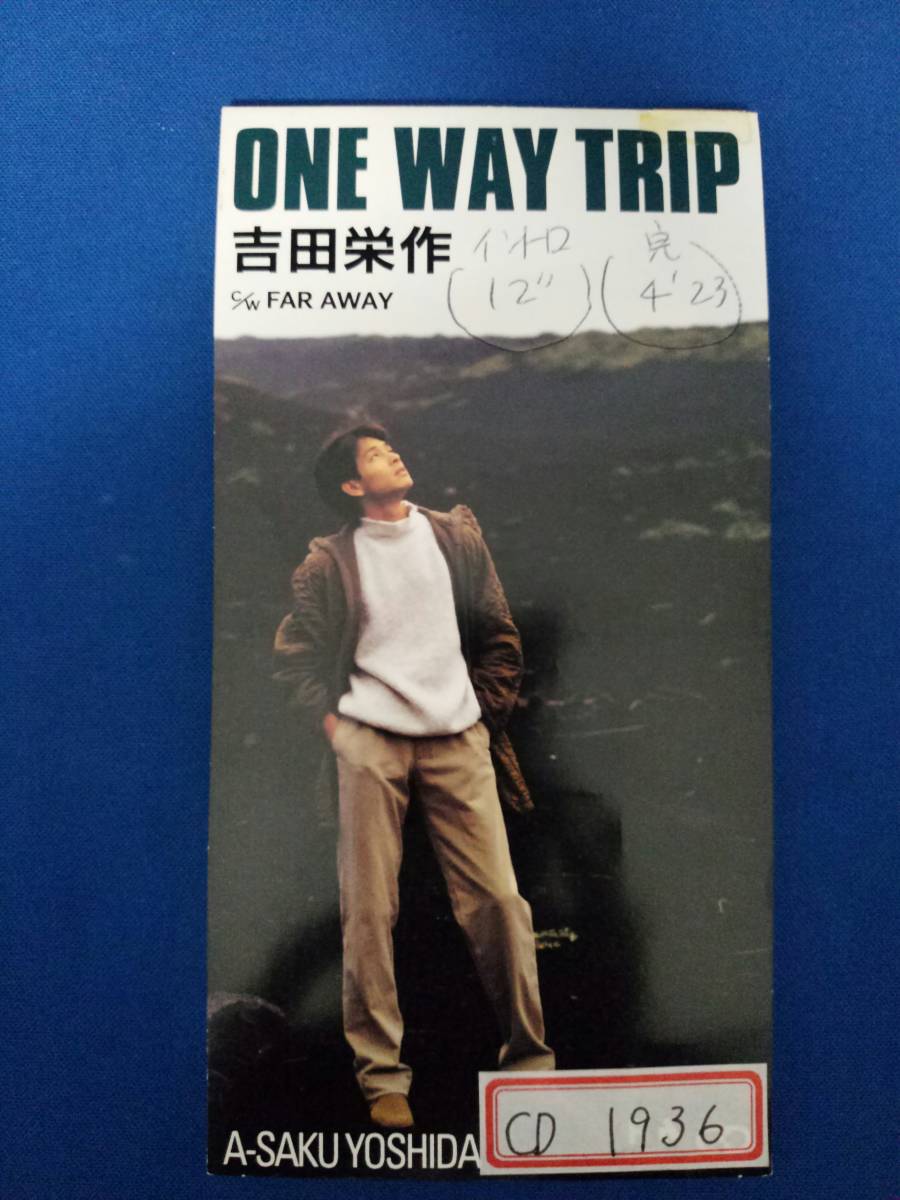 ONE WAY TRIP
吉田栄作
イントロ 完
12" 4'23
C/W FAR AWAY
A-SAKU YOSHIDA
CD 1936